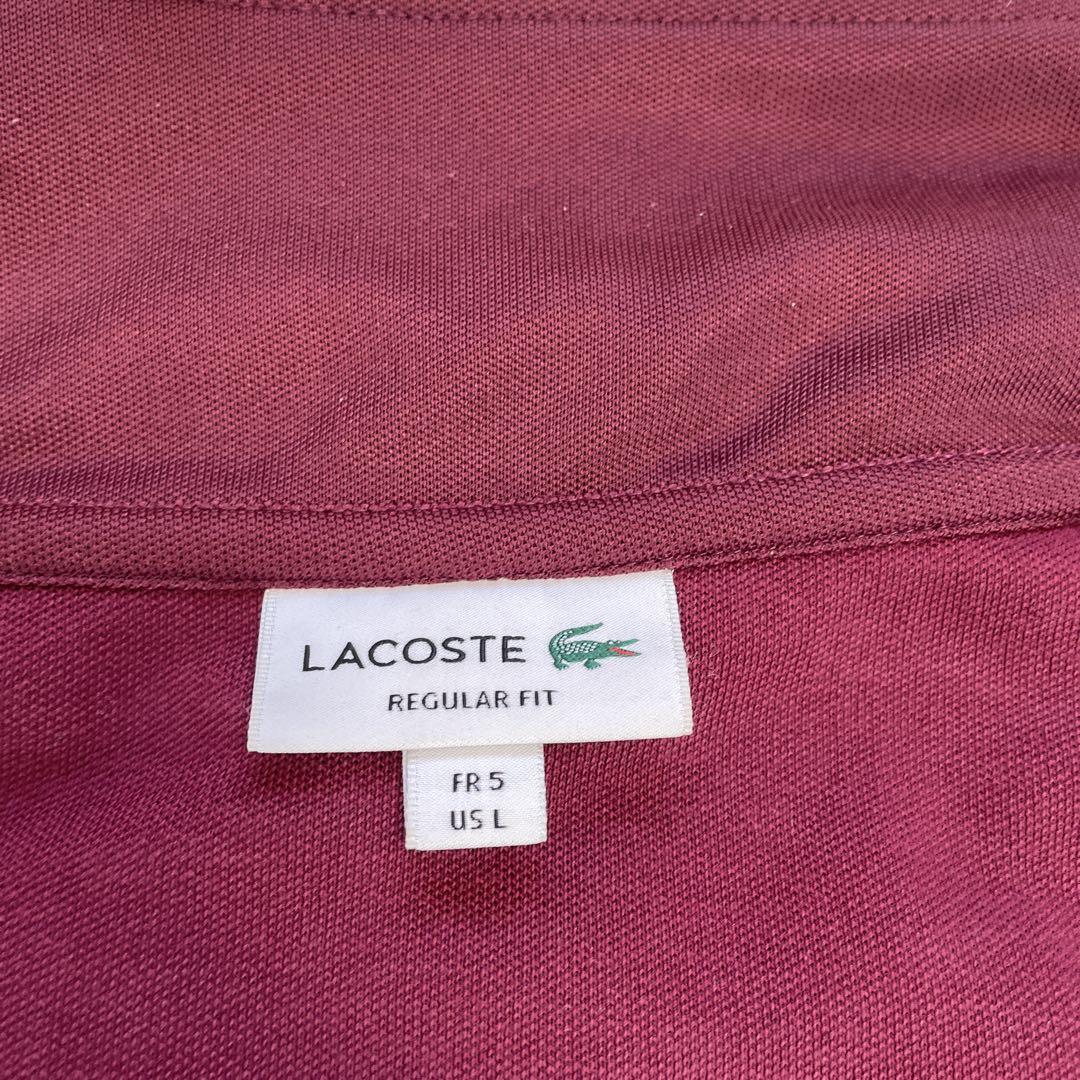 LACOSTE
REGULAR FIT
FR 5
US L